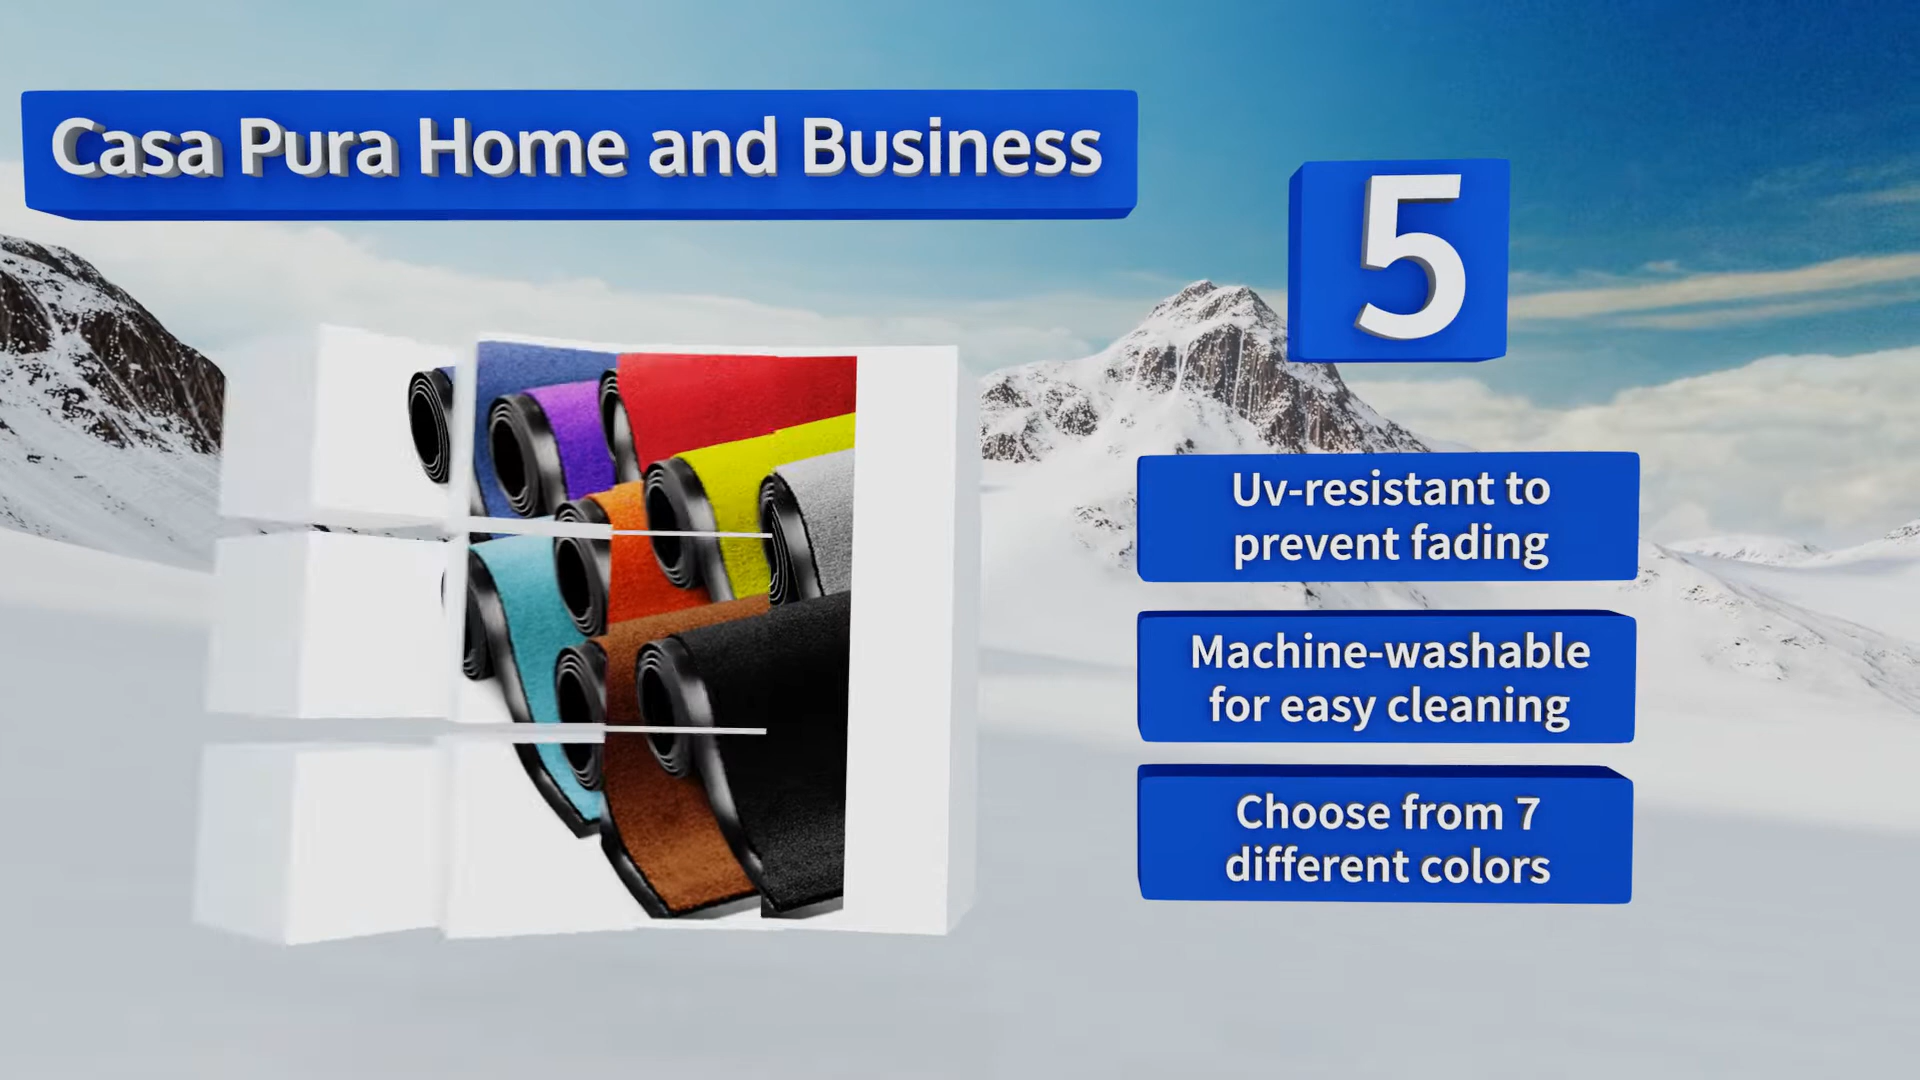 Casa Pura Home and Business
5
Uv-resistant to
prevent fading
Machine-washable
for easy cleaning
Choose from 7
different colors